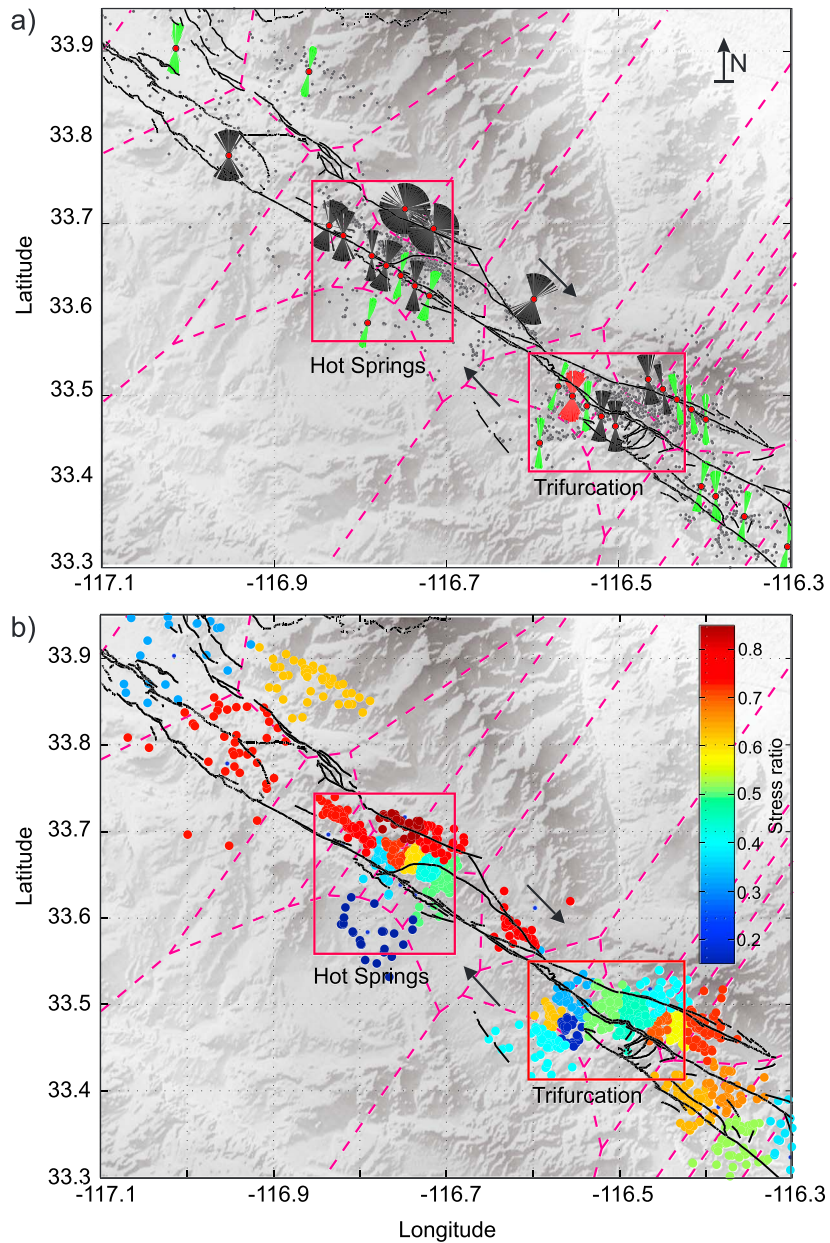 a)
N
33.9
33.8
33.7
33.6
33.5
33.4
33.3
Latitude
Hot Springs
Trifurcation
-117.1
-116.9
-116.7
-116.5
-116.3
b)
33.9
33.8
33.7
33.6
33.5
33.4
33.3
Latitude
0.8
0.7
0.6
0.5
0.4
0.3
0.2
Stress ratio
Hot Springs
Trifurcation
-117.1
-116.9
-116.7
-116.5
-116.3
Longitude